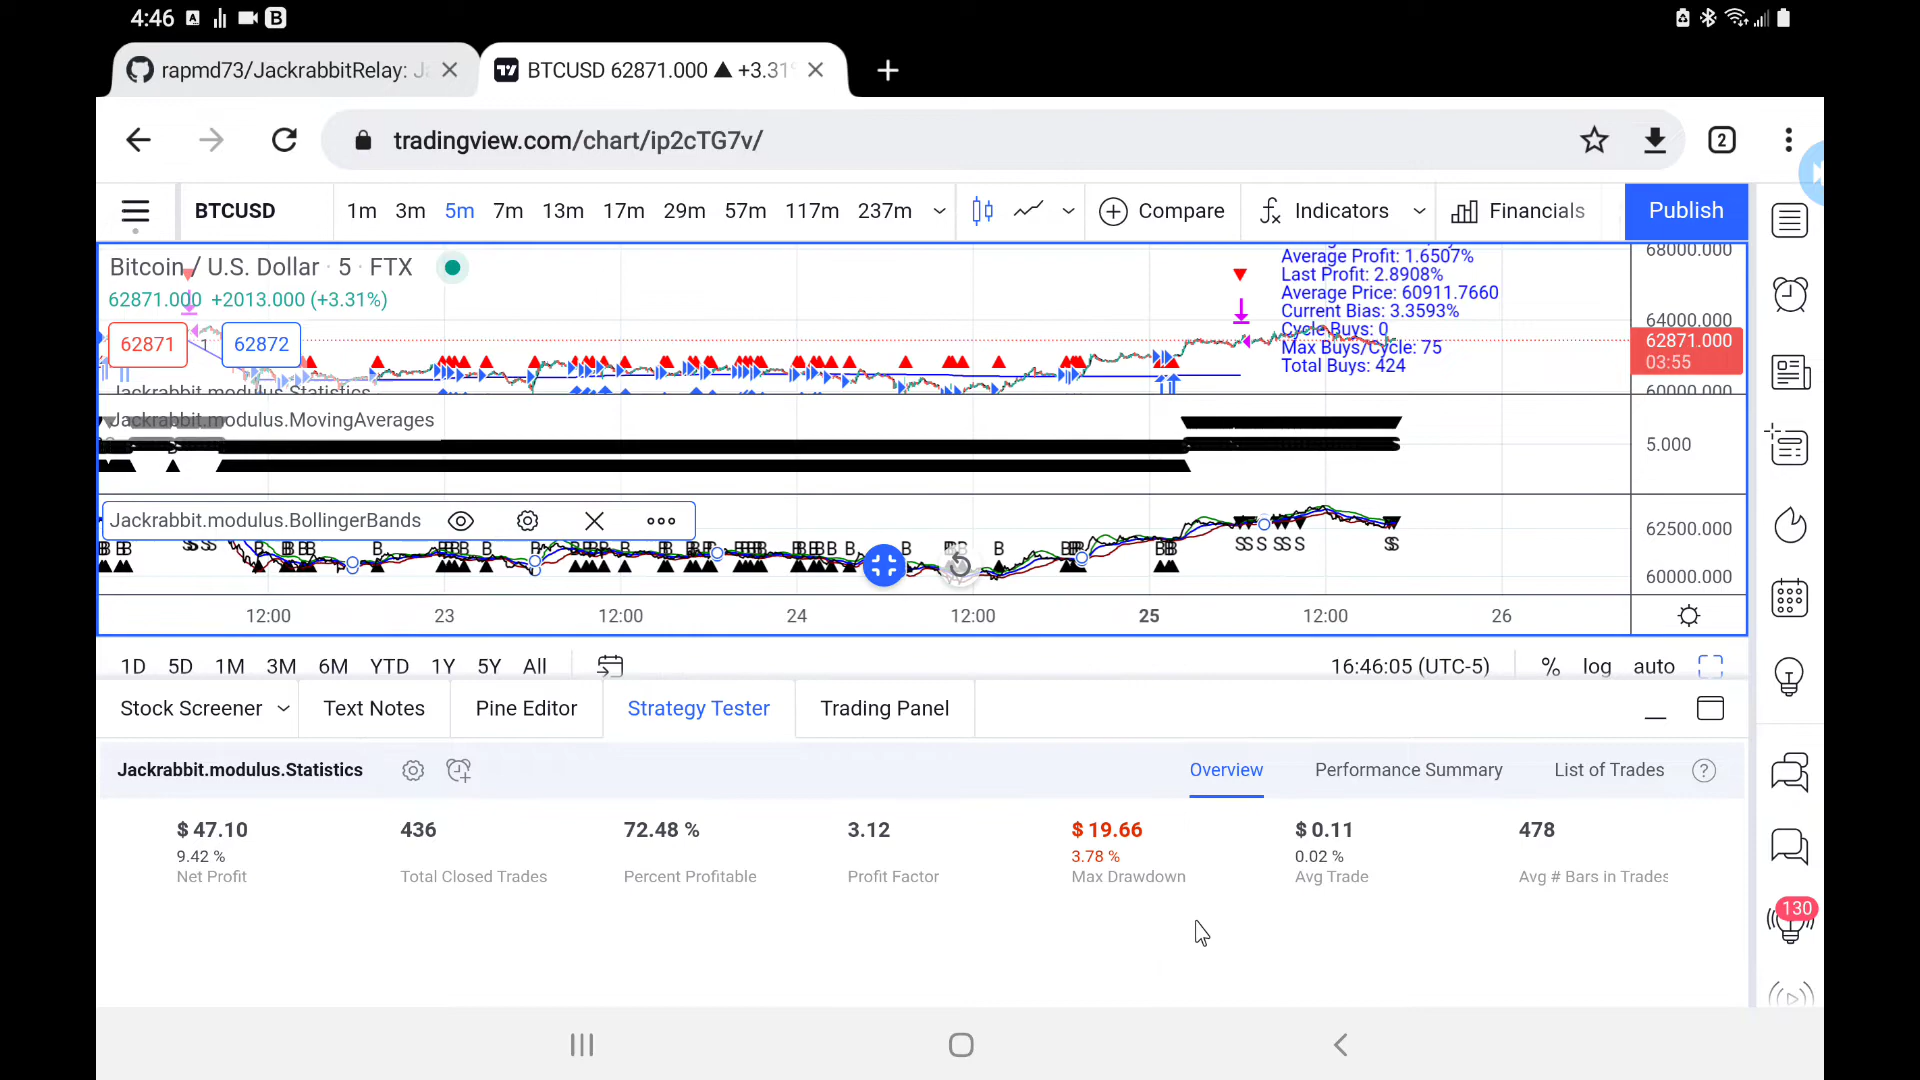 4:46
rapmd73/JackrabbitRelay: J
BTCUSD 62871.000 ▲ +3.31%
tradingview.com/chart/ip2cTG7v/
2
BTCUSD
1m 3m 5m 7m 13m 17m 29m 57m 117m 237m
Compare
Indicators
Financials
Publish
Bitcoin / U.S. Dollar · 5 · FTX
62871.000 +2013.000 (+3.31%)
62871
1
62872
Jackrabbit.modulus.Statistics
Average Profit: 1.6507%
Last Profit: 2.8908%
Average Price: 60911.7660
Current Bias: 3.3593%
Cycle Buys: 0
Max Buys/Cycle: 75
Total Buys: 424
68000.000
64000.000
62871.000
03:55
60000.000
Jackrabbit.modulus.MovingAverages
5.000
Jackrabbit.modulus.BollingerBands
62500.000
60000.000
12:00 23 12:00 24 12:00 25 12:00 26
1D 5D 1M 3M 6M YTD 1Y 5Y All
16:46:05 (UTC-5)
% log auto
Stock Screener
Text Notes
Pine Editor
Strategy Tester
Trading Panel
Jackrabbit.modulus.Statistics
Overview
Performance Summary
List of Trades
$ 47.10 436 72.48 % 3.12 $ 19.66 $ 0.11 478
9.42 % 3.78 % 0.02 %
Net Profit Total Closed Trades Percent Profitable Profit Factor Max Drawdown Avg Trade Avg # Bars in Trades
130